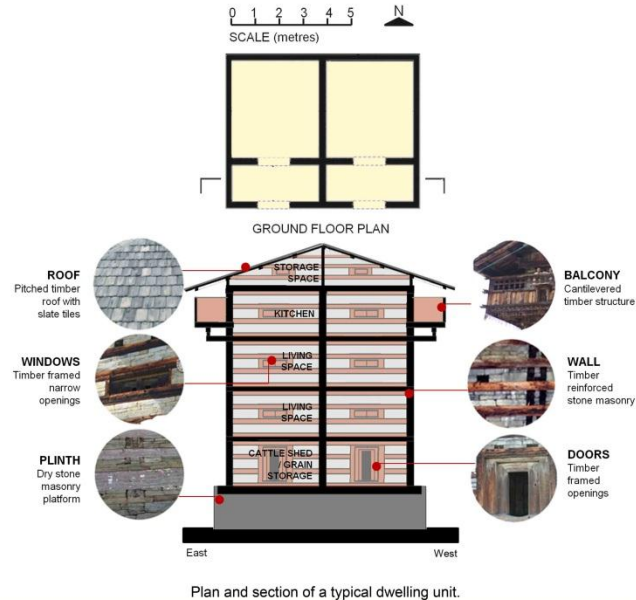 0 1 2 3 4 5
N
SCALE (metres)
GROUND FLOOR PLAN
ROOF
Pitched timber
roof with
slate tiles
STORAGE
SPACE
BALCONY
Cantilevered
timber structure
KITCHEN
WINDOWS
Timber framed
narrow
openings
LIVING
SPACE
WALL
Timber
reinforced
stone masonry
LIVING
SPACE
PLINTH
Dry stone
masonry
platform
CATTLE SHED
/ GRAIN
STORAGE
DOORS
Timber
framed
openings
East
West
Plan and section of a typical dwelling unit.